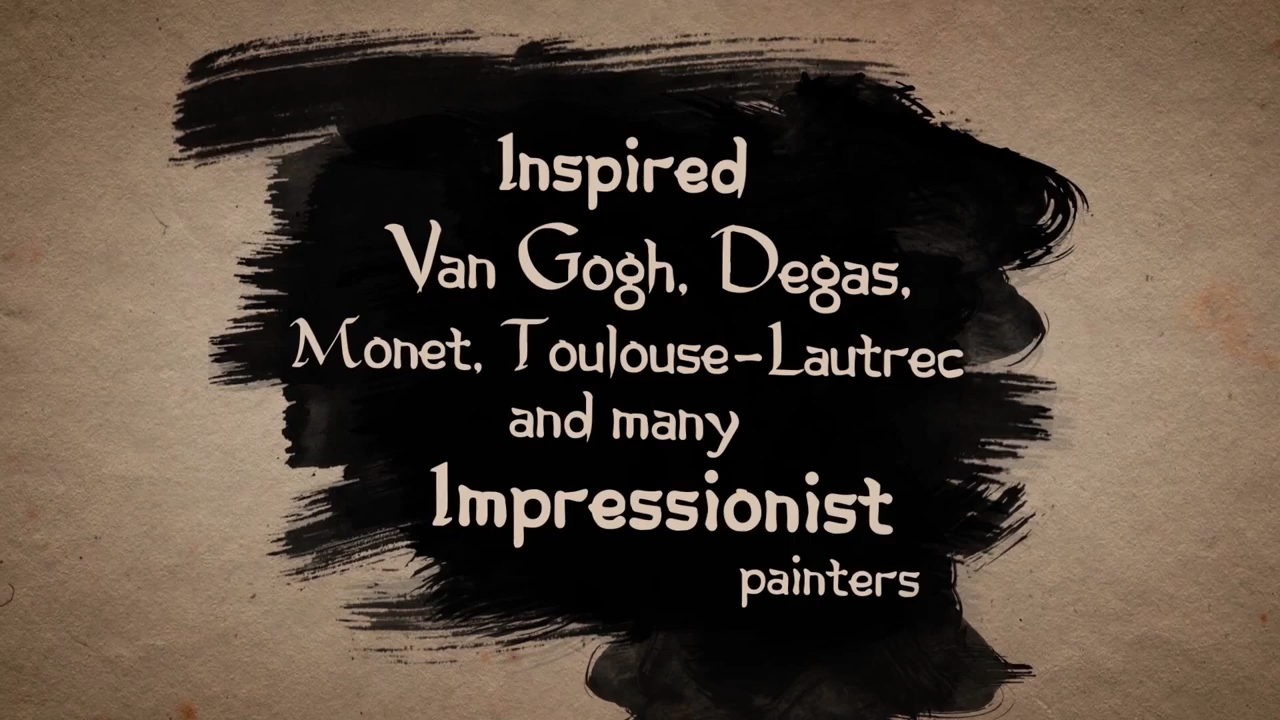 Inspired
Van Gogh, Degas,
Monet, Toulouse-Lautrec
and many
Impressionist
painters